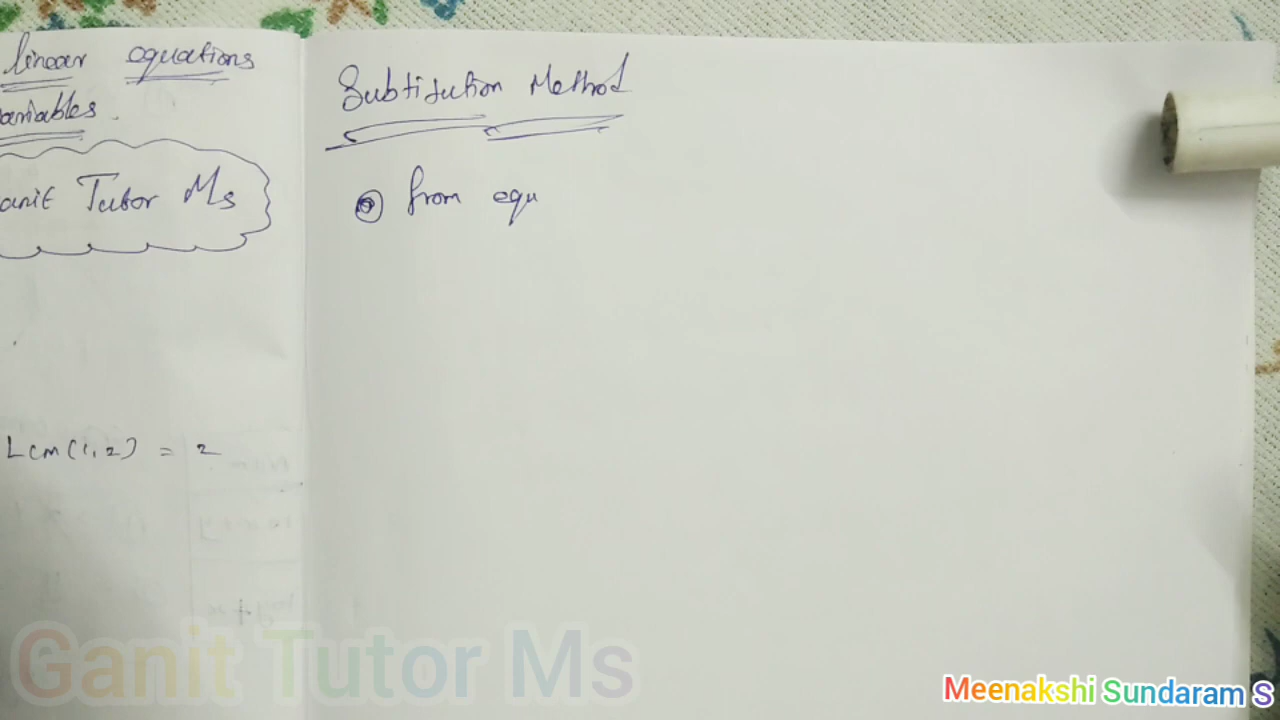 linear equations
variables.
anit Tutor Ms
LCM(1,2) = 2
Subtitution Method
from equ
Ganit Tutor Ms
Meenakshi Sundaram S